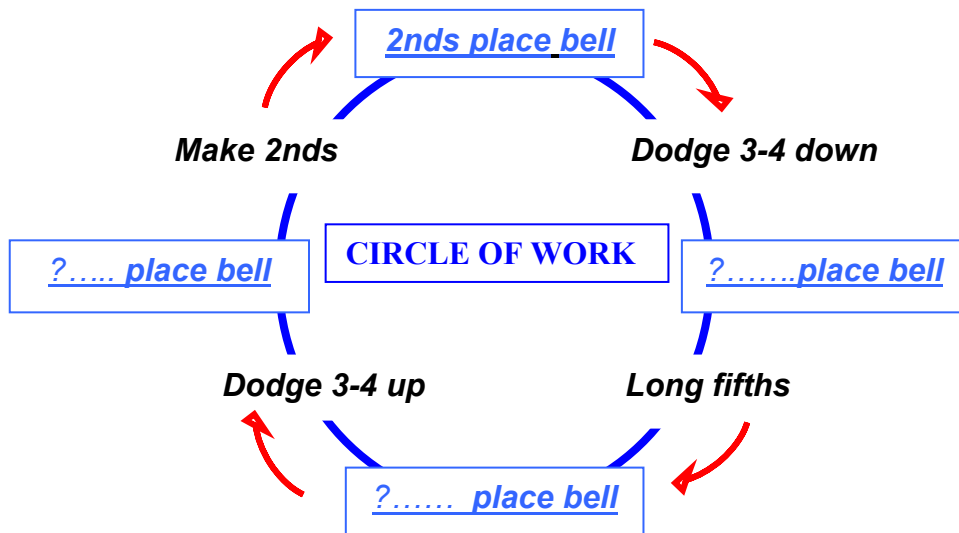 2nds place bell
Make 2nds
Dodge 3-4 down
?..... place bell
CIRCLE OF WORK
?.......place bell
Dodge 3-4 up
Long fifths
?...... place bell